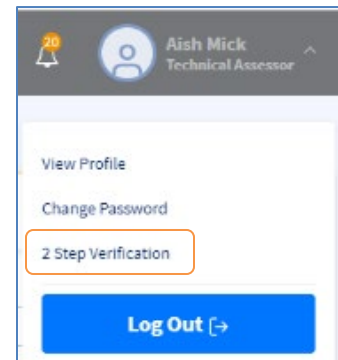 20
Aish Mick
Technical Assessor
View Profile
Change Password
2 Step Verification
Log Out